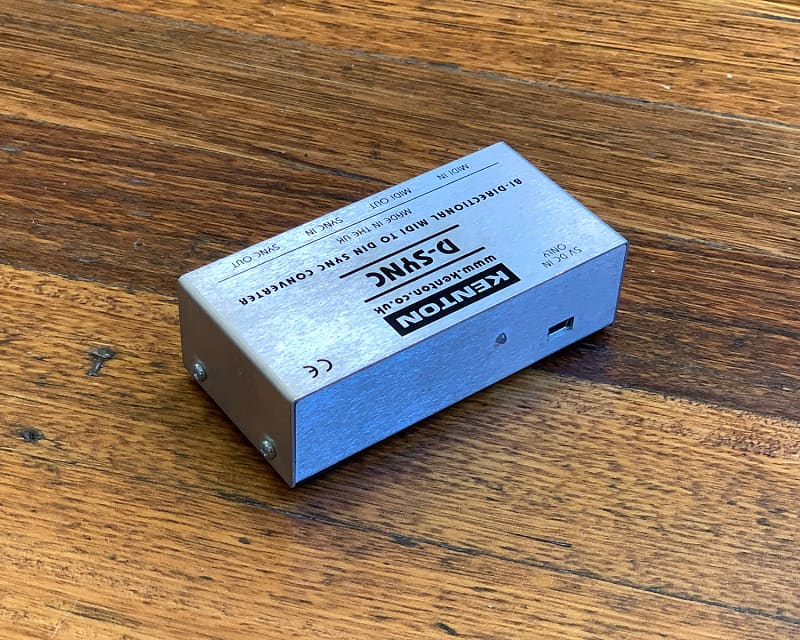 KENTON
www.kenton.co.uk
D-SYNC
BI-DIRECTIONAL MIDI TO DIN SYNC CONVERTER
MADE IN THE UK
5V DC IN
ONLY
MIDI IN
MIDI OUT
SYNC IN
SYNC OUT
CE